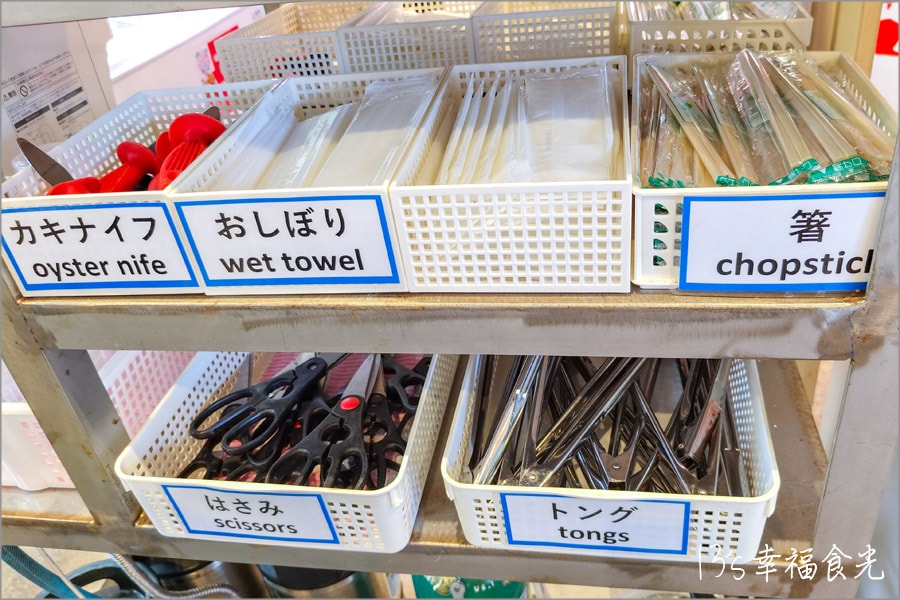 カキナイフ
oyster nife
おしぼり
wet towel
箸
chopstick
はさみ
scissors
トング
tongs
135幸福食光